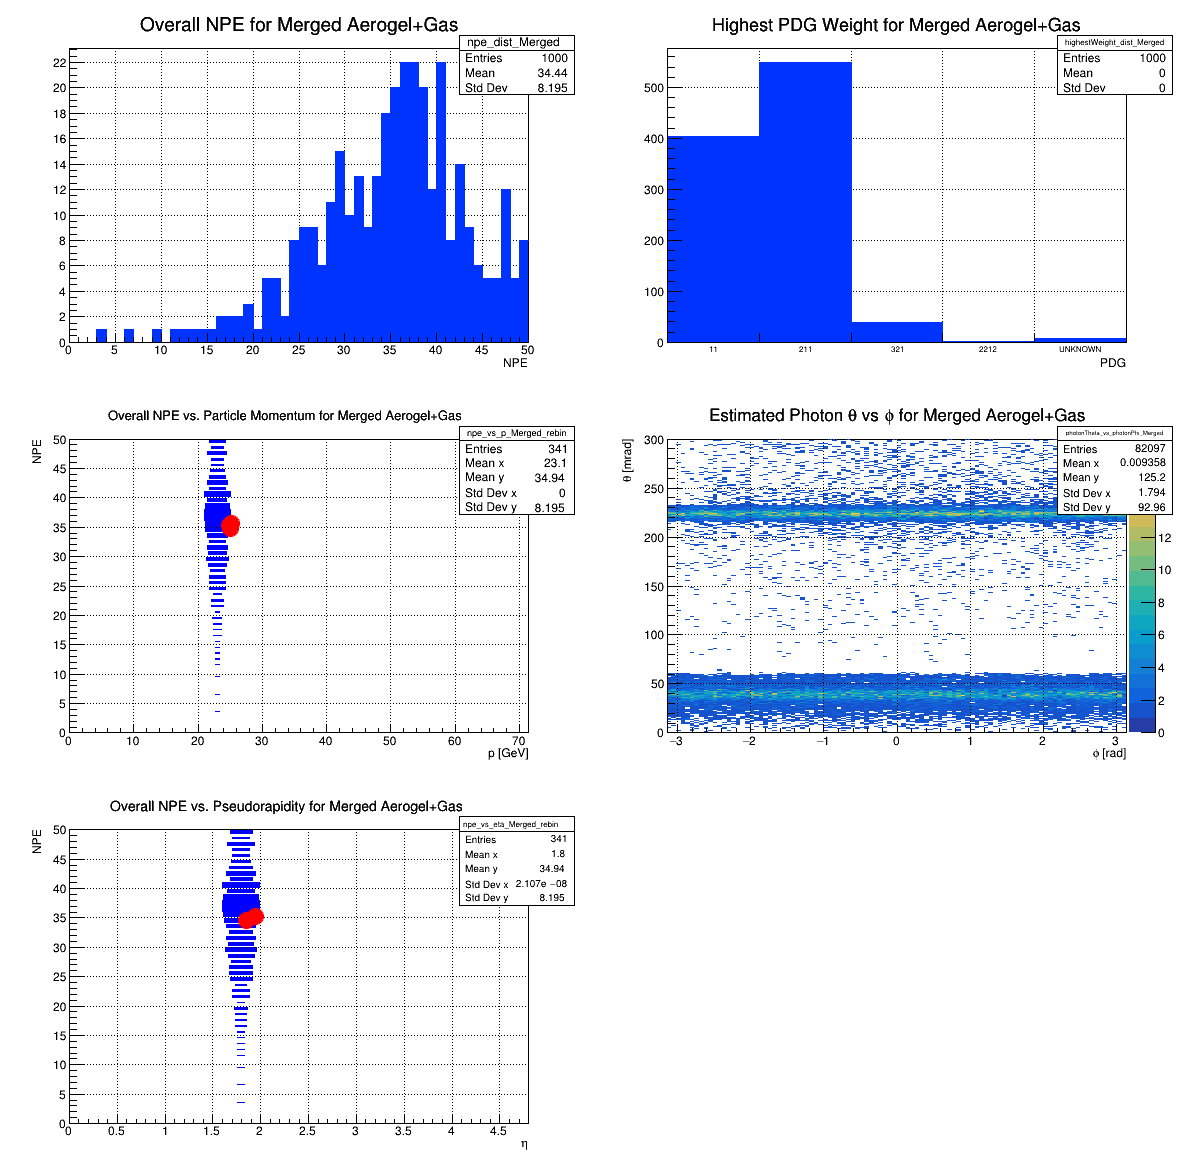 Overall NPE for Merged Aerogel+Gas
npe_dist_Merged
Entries 1000
Mean 34.44
Std Dev 8.195
22
20
18
16
14
12
10
8
6
4
2
0
0 5 10 15 20 25 30 35 40 45 50
NPE
Highest PDG Weight for Merged Aerogel+Gas
highestWeight_dist_Merged
Entries 1000
Mean 0
Std Dev 0
500
400
300
200
100
0
11 211 321 2212 UNKNOWN
PDG
Overall NPE vs. Particle Momentum for Merged Aerogel+Gas
npe_vs_p_Merged_rebin
Entries 341
Mean x 23.1
Mean y 34.94
Std Dev x 0
Std Dev y 8.195
NPE
50
45
40
35
30
25
20
15
10
5
0
0 10 20 30 40 50 60 70
p [GeV]
Estimated Photon θ vs ϕ for Merged Aerogel+Gas
photonTheta_vs_photonPhi_Merged
Entries 82097
Mean x 0.009358
Mean y 125.2
Std Dev x 1.794
Std Dev y 92.96
θ [mrad]
300
250
200
150
100
50
0
−3 −2 −1 0 1 2 3
ϕ [rad]
12
10
8
6
4
2
0
Overall NPE vs. Pseudorapidity for Merged Aerogel+Gas
npe_vs_eta_Merged_rebin
Entries 341
Mean x 1.8
Mean y 34.94
Std Dev x 2.107e −08
Std Dev y 8.195
NPE
50
45
40
35
30
25
20
15
10
5
0
0 0.5 1 1.5 2 2.5 3 3.5 4 4.5
η